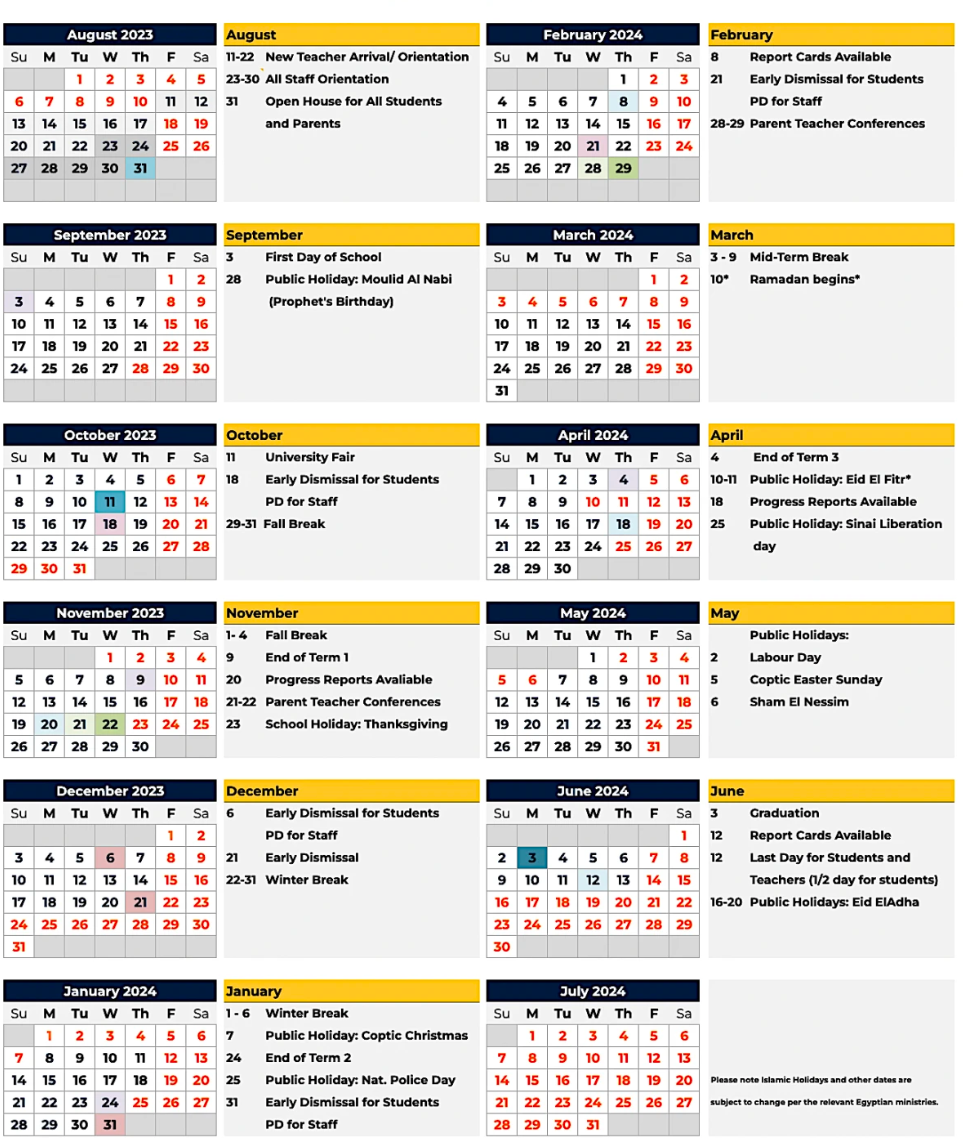 August 2023
Su M Tu W Th F Sa
1 2 3 4 5
6 7 8 9 10 11 12
13 14 15 16 17 18 19
20 21 22 23 24 25 26
27 28 29 30 31
August
11-22 New Teacher Arrival/ Orientation
23-30 All Staff Orientation
31 Open House for All Students
and Parents
February 2024
Su M Tu W Th F Sa
1 2 3
4 5 6 7 8 9 10
11 12 13 14 15 16 17
18 19 20 21 22 23 24
25 26 27 28 29
February
8 Report Cards Available
21 Early Dismissal for Students
PD for Staff
28-29 Parent Teacher Conferences
September 2023
Su M Tu W Th F Sa
1 2
3 4 5 6 7 8 9
10 11 12 13 14 15 16
17 18 19 20 21 22 23
24 25 26 27 28 29 30
September
3 First Day of School
28 Public Holiday: Moulid Al Nabi
(Prophet's Birthday)
March 2024
Su M Tu W Th F Sa
1 2
3 4 5 6 7 8 9
10 11 12 13 14 15 16
17 18 19 20 21 22 23
24 25 26 27 28 29 30
31
March
3 - 9 Mid-Term Break
10* Ramadan begins*
October 2023
Su M Tu W Th F Sa
1 2 3 4 5 6 7
8 9 10 11 12 13 14
15 16 17 18 19 20 21
22 23 24 25 26 27 28
29 30 31
October
11 University Fair
18 Early Dismissal for Students
PD for Staff
29-31 Fall Break
April 2024
Su M Tu W Th F Sa
1 2 3 4 5 6
7 8 9 10 11 12 13
14 15 16 17 18 19 20
21 22 23 24 25 26 27
28 29 30
April
4 End of Term 3
10-11 Public Holiday: Eid El Fitr*
18 Progress Reports Available
25 Public Holiday: Sinai Liberation
day
November 2023
Su M Tu W Th F Sa
1 2 3 4
5 6 7 8 9 10 11
12 13 14 15 16 17 18
19 20 21 22 23 24 25
26 27 28 29 30
November
1- 4 Fall Break
9 End of Term 1
20 Progress Reports Avaliable
21-22 Parent Teacher Conferences
23 School Holiday: Thanksgiving
May 2024
Su M Tu W Th F Sa
1 2 3 4
5 6 7 8 9 10 11
12 13 14 15 16 17 18
19 20 21 22 23 24 25
26 27 28 29 30 31
May
Public Holidays:
2 Labour Day
5 Coptic Easter Sunday
6 Sham El Nessim
December 2023
Su M Tu W Th F Sa
1 2
3 4 5 6 7 8 9
10 11 12 13 14 15 16
17 18 19 20 21 22 23
24 25 26 27 28 29 30
31
December
6 Early Dismissal for Students
PD for Staff
21 Early Dismissal
22-31 Winter Break
June 2024
Su M Tu W Th F Sa
1
2 3 4 5 6 7 8
9 10 11 12 13 14 15
16 17 18 19 20 21 22
23 24 25 26 27 28 29
30
June
3 Graduation
12 Report Cards Available
12 Last Day for Students and
Teachers (1/2 day for students)
16-20 Public Holidays: Eid ElAdha
January 2024
Su M Tu W Th F Sa
1 2 3 4 5 6
7 8 9 10 11 12 13
14 15 16 17 18 19 20
21 22 23 24 25 26 27
28 29 30 31
January
1 - 6 Winter Break
7 Public Holiday: Coptic Christmas
24 End of Term 2
25 Public Holiday: Nat. Police Day
31 Early Dismissal for Students
PD for Staff
July 2024
Su M Tu W Th F Sa
1 2 3 4 5 6
7 8 9 10 11 12 13
14 15 16 17 18 19 20
21 22 23 24 25 26 27
28 29 30 31
Please note Islamic Holidays and other dates are
subject to change per the relevant Egyptian ministries.